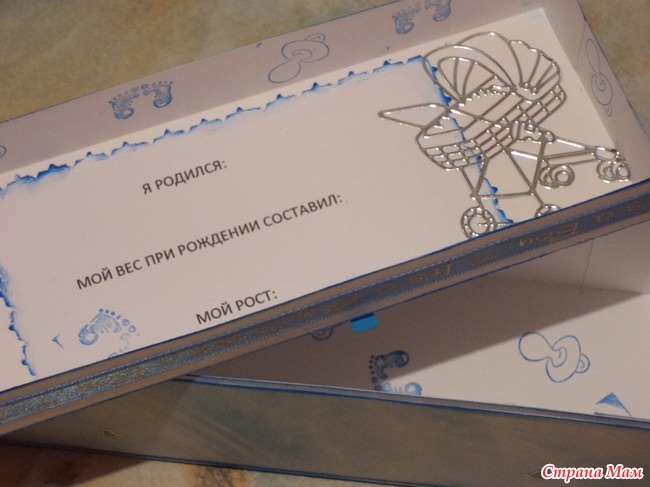 Я РОДИЛСЯ:
МОЙ ВЕС ПРИ РОЖДЕНИИ СОСТАВИЛ:
МОЙ РОСТ:
Страна Мам